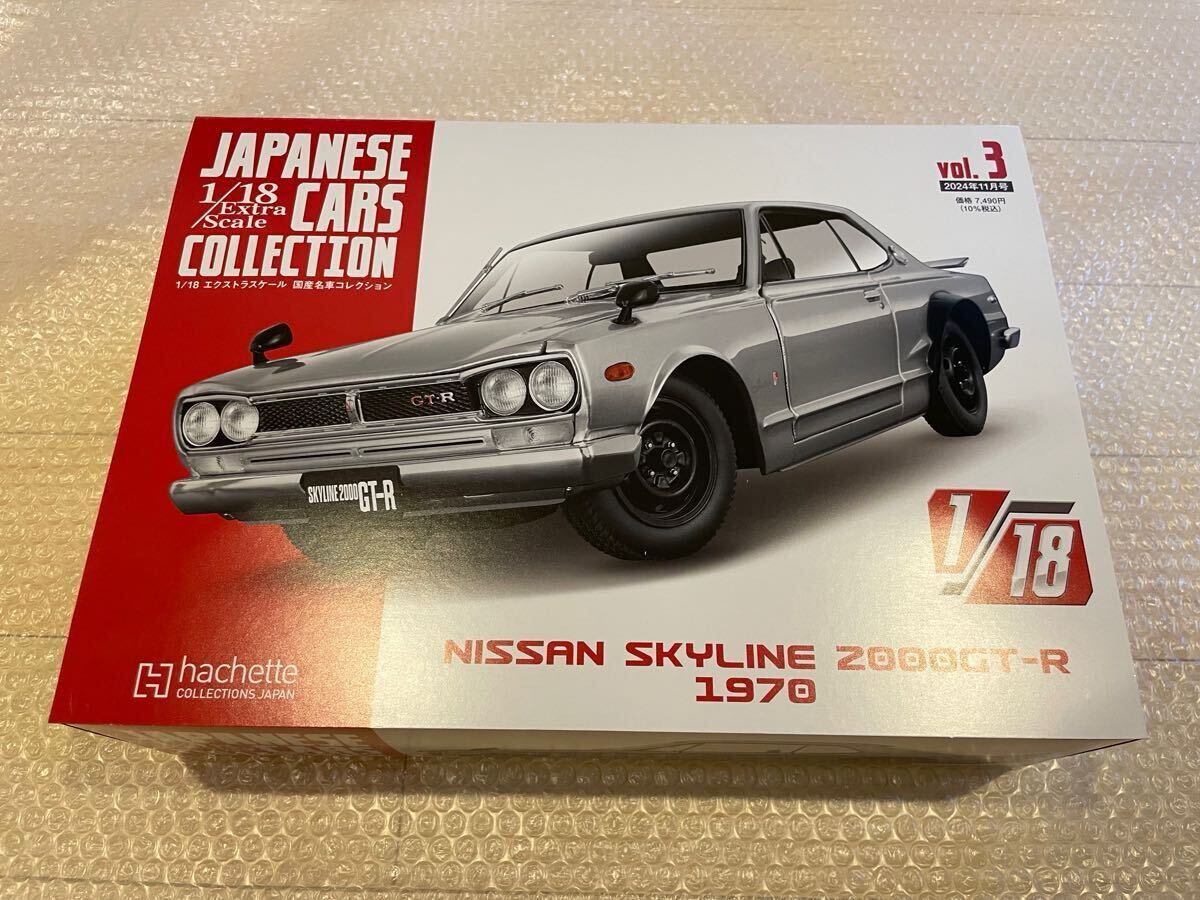 JAPANESE
1/18 CARS
Extra
Scale
COLLECTION
1/18 エクストラスケール 国産名車コレクション
vol. 3
2024年11月号
価格 7,490円
(10%税込)
GT-R
SKYLINE 2000 GT-R
1/18
NISSAN SKYLINE 2000GT-R
1970
hachette
COLLECTIONS JAPAN
JAPANESE